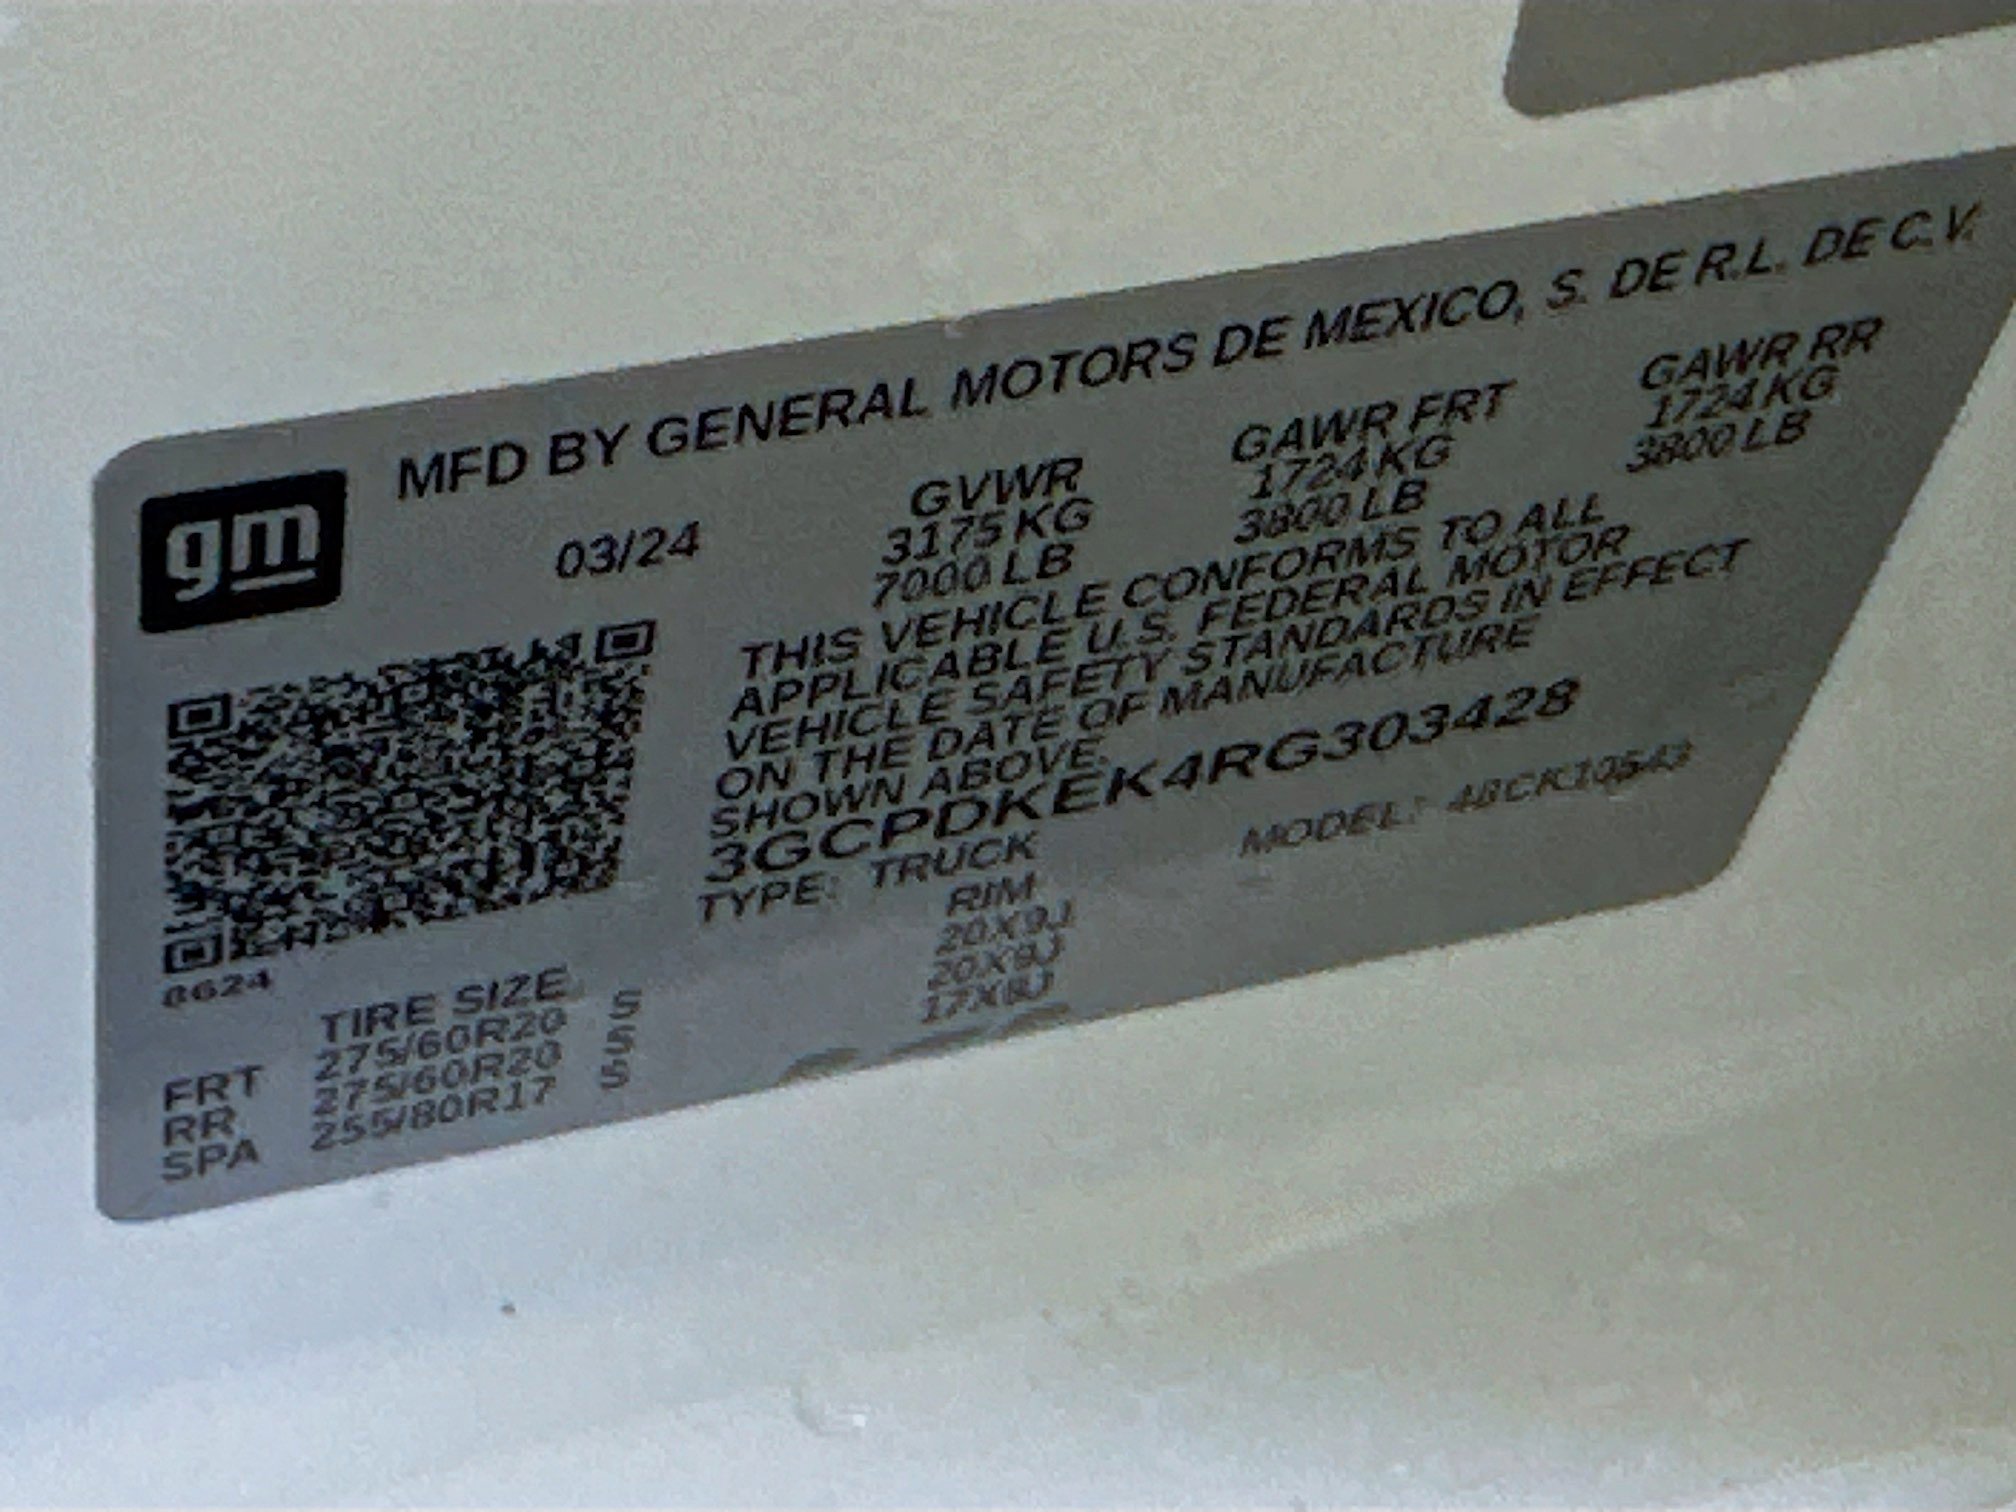 MFD BY GENERAL MOTORS DE MEXICO, S. DE R.L. DE C.V.
gm
03/24
GVWR GAWR FRT GAWR RR
3175 KG 1724 KG 1724 KG
7000 LB 3800 LB 3800 LB
THIS VEHICLE CONFORMS TO ALL
APPLICABLE U.S. FEDERAL MOTOR
VEHICLE SAFETY STANDARDS IN EFFECT
ON THE DATE OF MANUFACTURE
SHOWN ABOVE.
3GCPDKEK4RG303428
TYPE: TRUCK MODEL: 48CK10543
8624
TIRE SIZE RIM
FRT 275/60R20 S 20X9J
RR 275/60R20 S 20X9J
SPA 255/80R17 S 17X8J